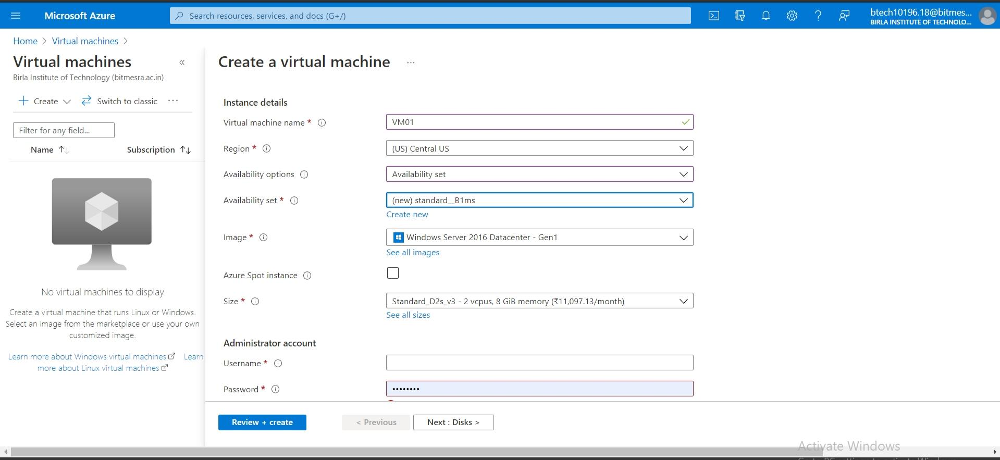 Microsoft Azure
Search resources, services, and docs (G+/)
btech10196.18@bitmes...
BIRLA INSTITUTE OF TECHNOLO...
Home > Virtual machines >
Virtual machines «
Birla Institute of Technology (bitmesra.ac.in)
+ Create Switch to classic ...
Filter for any field...
Name ↑↓ Subscription ↑↓
No virtual machines to display
Create a virtual machine that runs Linux or Windows.
Select an image from the marketplace or use your own
customized image.
Learn more about Windows virtual machines Learn
more about Linux virtual machines
Create a virtual machine ...
Instance details
Virtual machine name * VM01
Region * (US) Central US
Availability options Availability set
Availability set * (new) standard__B1ms
Create new
Image * Windows Server 2016 Datacenter - Gen1
See all images
Azure Spot instance
Size * Standard_D2s_v3 - 2 vcpus, 8 GiB memory (₹11,097.13/month)
See all sizes
Administrator account
Username *
Password * ••••••••
Review + create < Previous Next : Disks >
Activate Windows